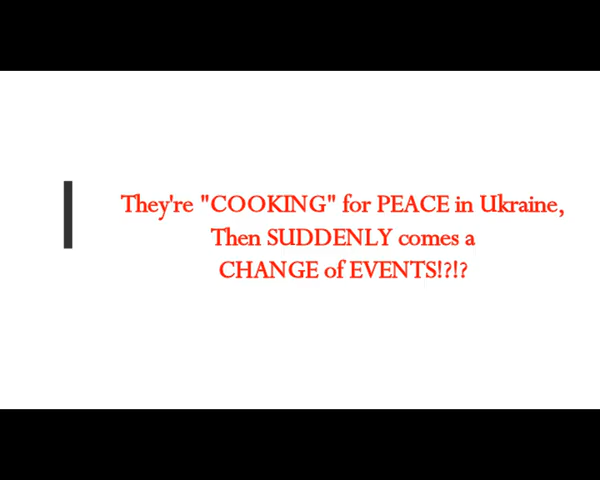 They're "COOKING" for PEACE in Ukraine,
Then SUDDENLY comes a
CHANGE of EVENTS!?!?